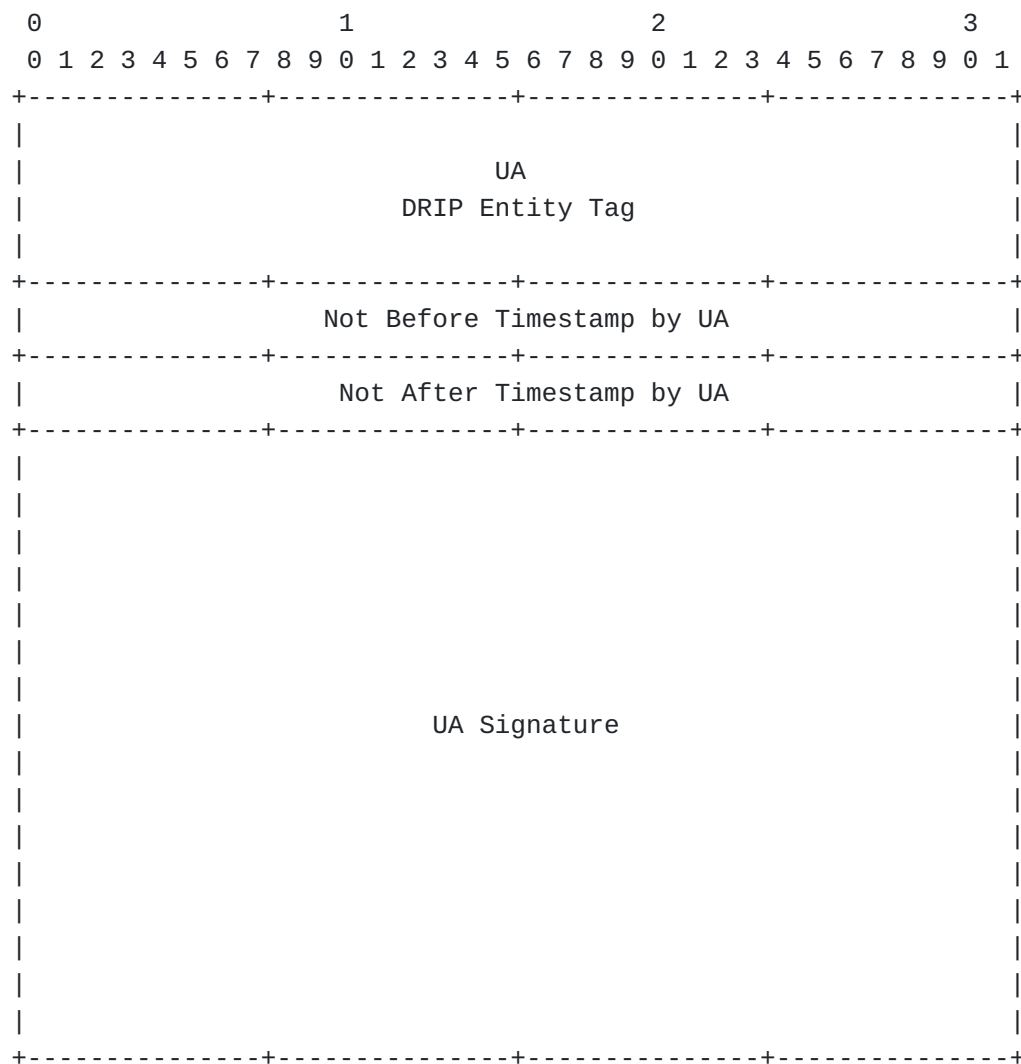 0                   1                   2                   3
0 1 2 3 4 5 6 7 8 9 0 1 2 3 4 5 6 7 8 9 0 1 2 3 4 5 6 7 8 9 0 1
UA
DRIP Entity Tag
Not Before Timestamp by UA
Not After Timestamp by UA
UA Signature